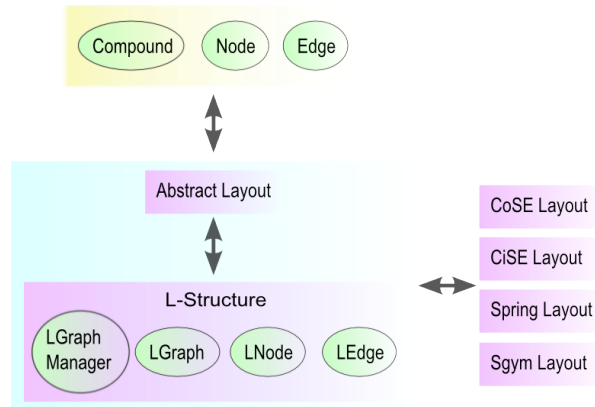 Compound Node Edge
Abstract Layout
L-Structure
LGraph
Manager
LGraph LNode LEdge
CoSE Layout
CiSE Layout
Spring Layout
Sgym Layout